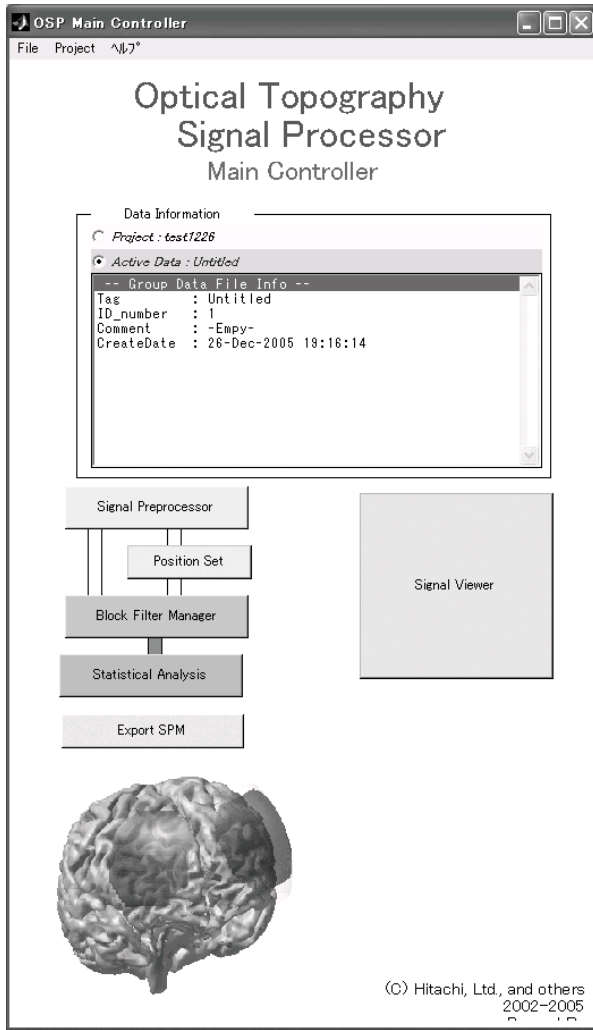 OSP Main Controller
File Project ﾍﾙﾌﾟ
Optical Topography
Signal Processor
Main Controller
Data Information
Project : test1226
Active Data : Untitled
-- Group Data File Info --
Tag : Untitled
ID_number : 1
Comment : -Empy-
CreateDate : 26-Dec-2005 19:16:14
Signal Preprocessor
Position Set
Signal Viewer
Block Filter Manager
Statistical Analysis
Export SPM
(C) Hitachi, Ltd., and others
2002-2005